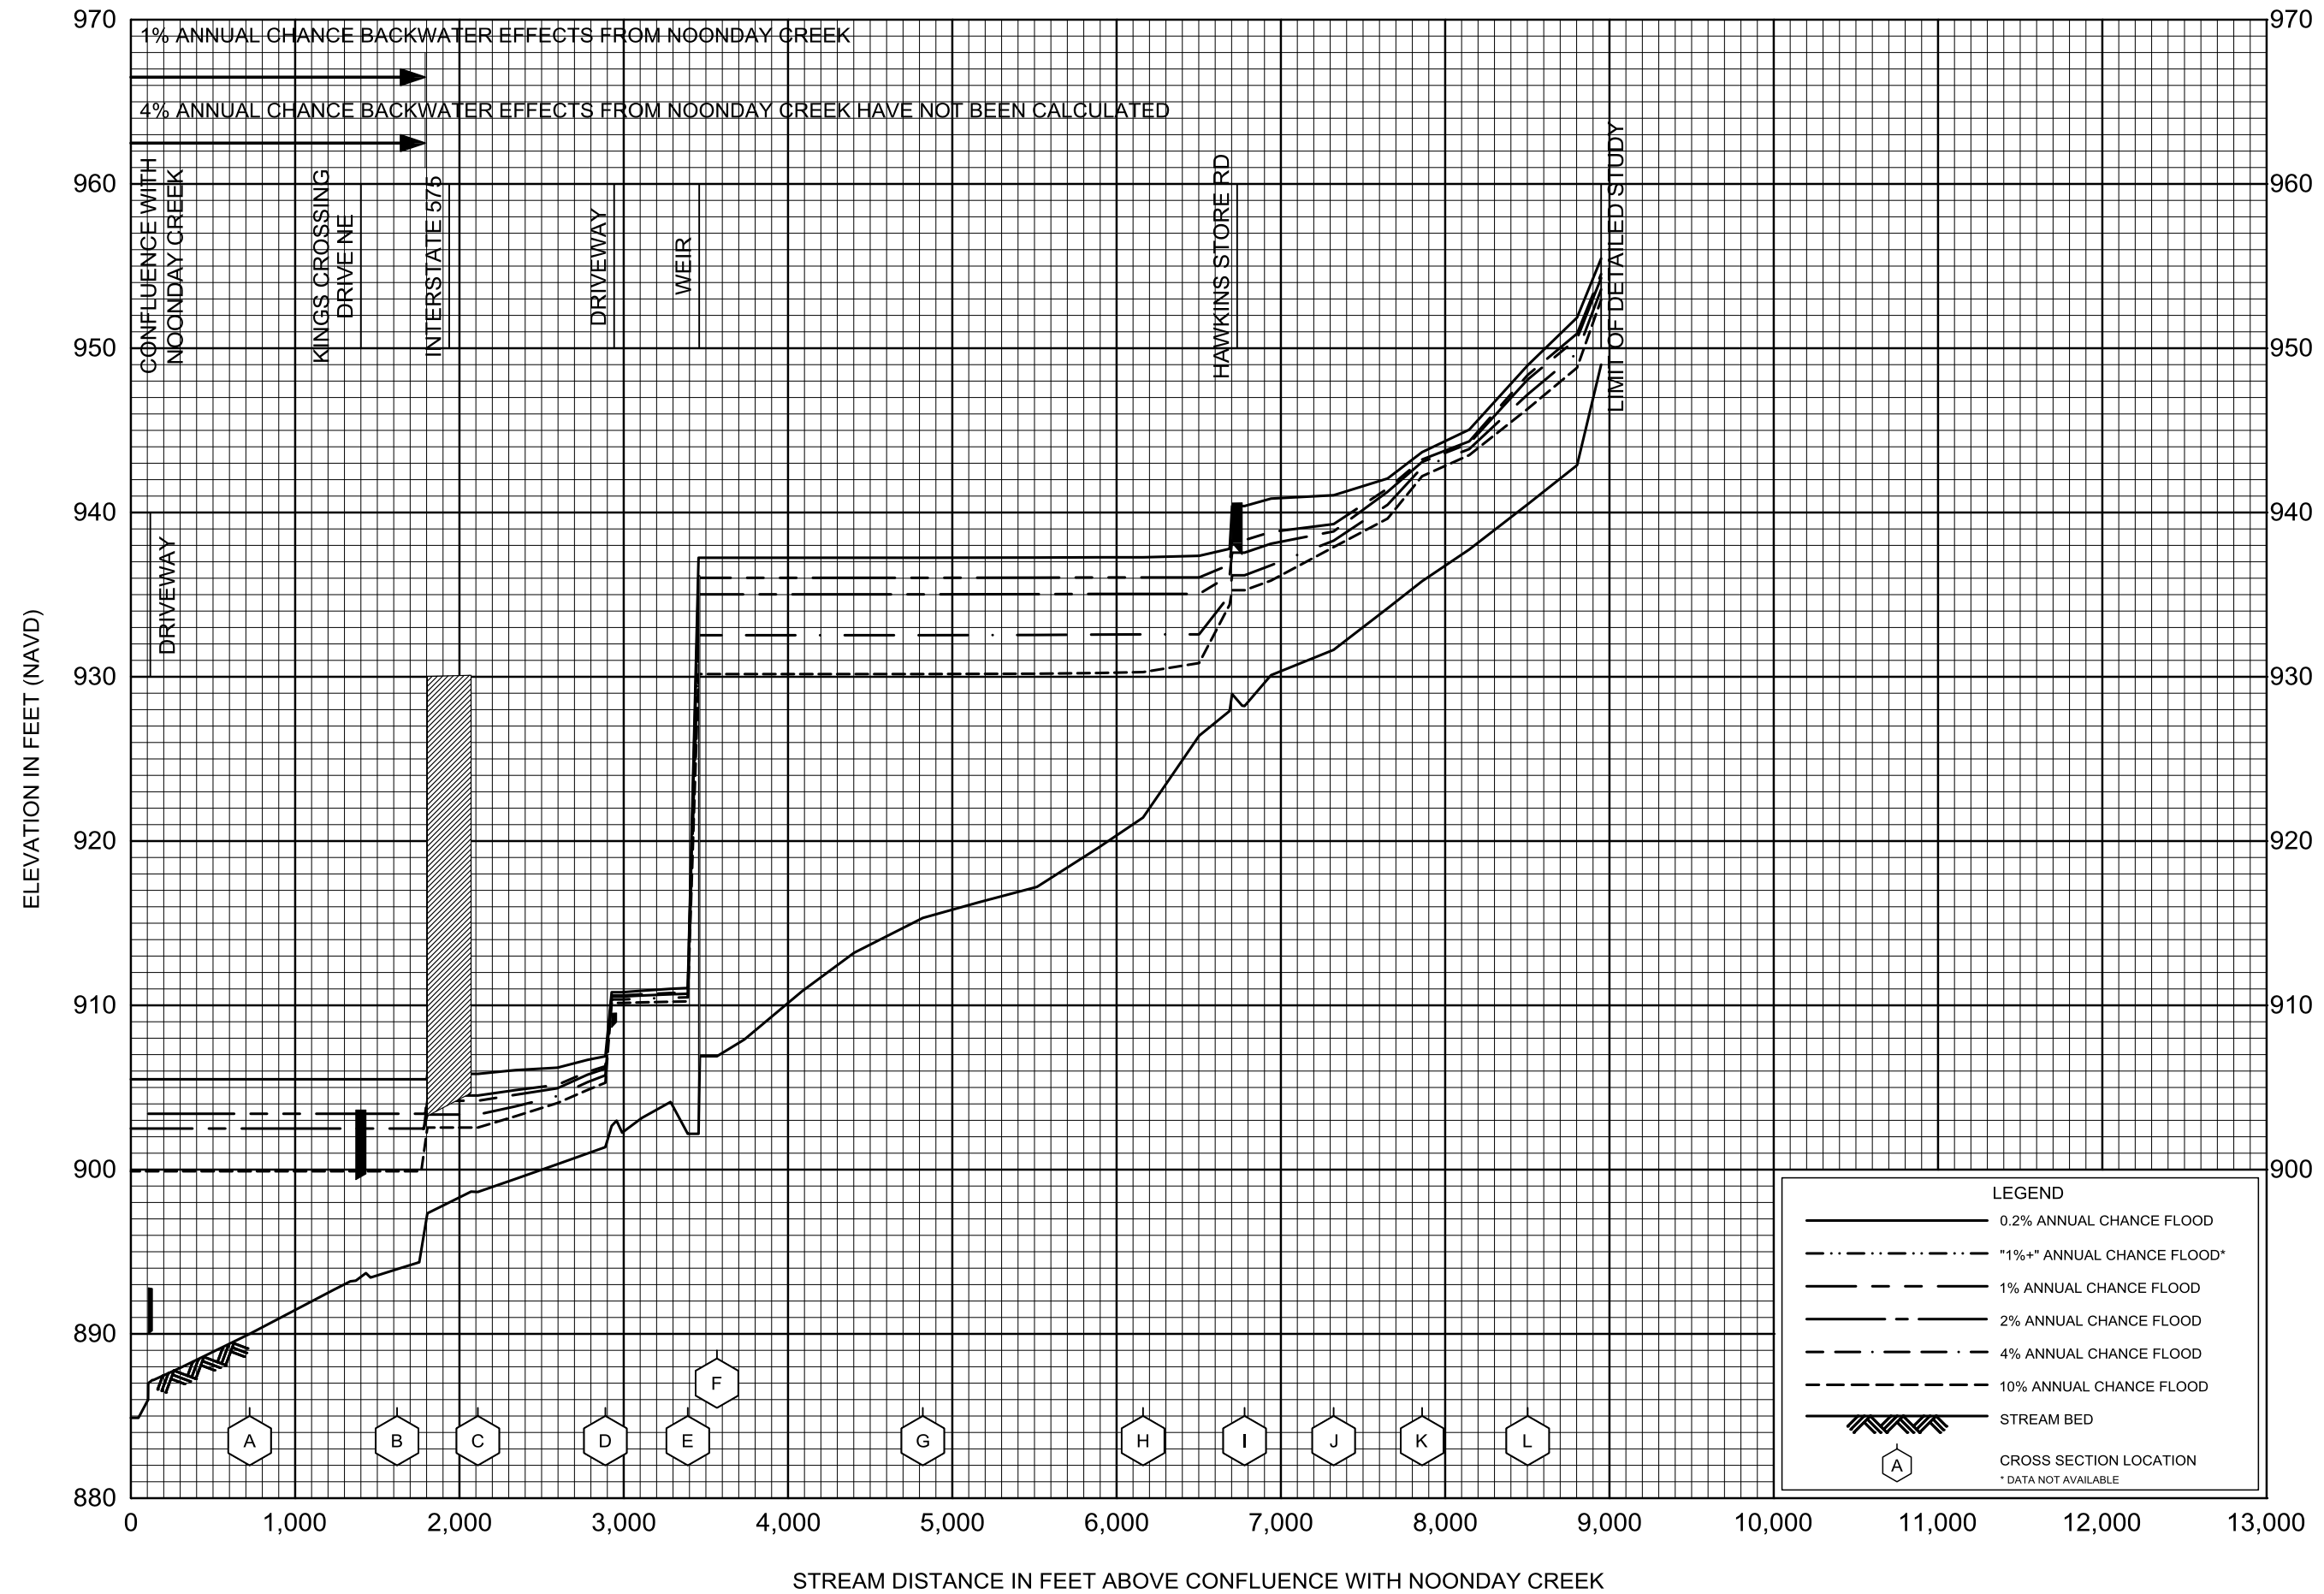 1% ANNUAL CHANCE BACKWATER EFFECTS FROM NOONDAY CREEK
4% ANNUAL CHANCE BACKWATER EFFECTS FROM NOONDAY CREEK HAVE NOT BEEN CALCULATED
CONFLUENCE WITH
NOONDAY CREEK
KINGS CROSSING
DRIVE NE
INTERSTATE 575
DRIVEWAY
WEIR
HAWKINS STORE RD
LIMIT OF DETAILED STUDY
DRIVEWAY
ELEVATION IN FEET (NAVD)
970
960
950
940
930
920
910
900
890
880
970
960
950
940
930
920
910
900
A
B
C
D
E
F
G
H
I
J
K
L
LEGEND
0.2% ANNUAL CHANCE FLOOD
"1%+" ANNUAL CHANCE FLOOD*
1% ANNUAL CHANCE FLOOD
2% ANNUAL CHANCE FLOOD
4% ANNUAL CHANCE FLOOD
10% ANNUAL CHANCE FLOOD
STREAM BED
A
CROSS SECTION LOCATION
* DATA NOT AVAILABLE
0
1,000
2,000
3,000
4,000
5,000
6,000
7,000
8,000
9,000
10,000
11,000
12,000
13,000
STREAM DISTANCE IN FEET ABOVE CONFLUENCE WITH NOONDAY CREEK